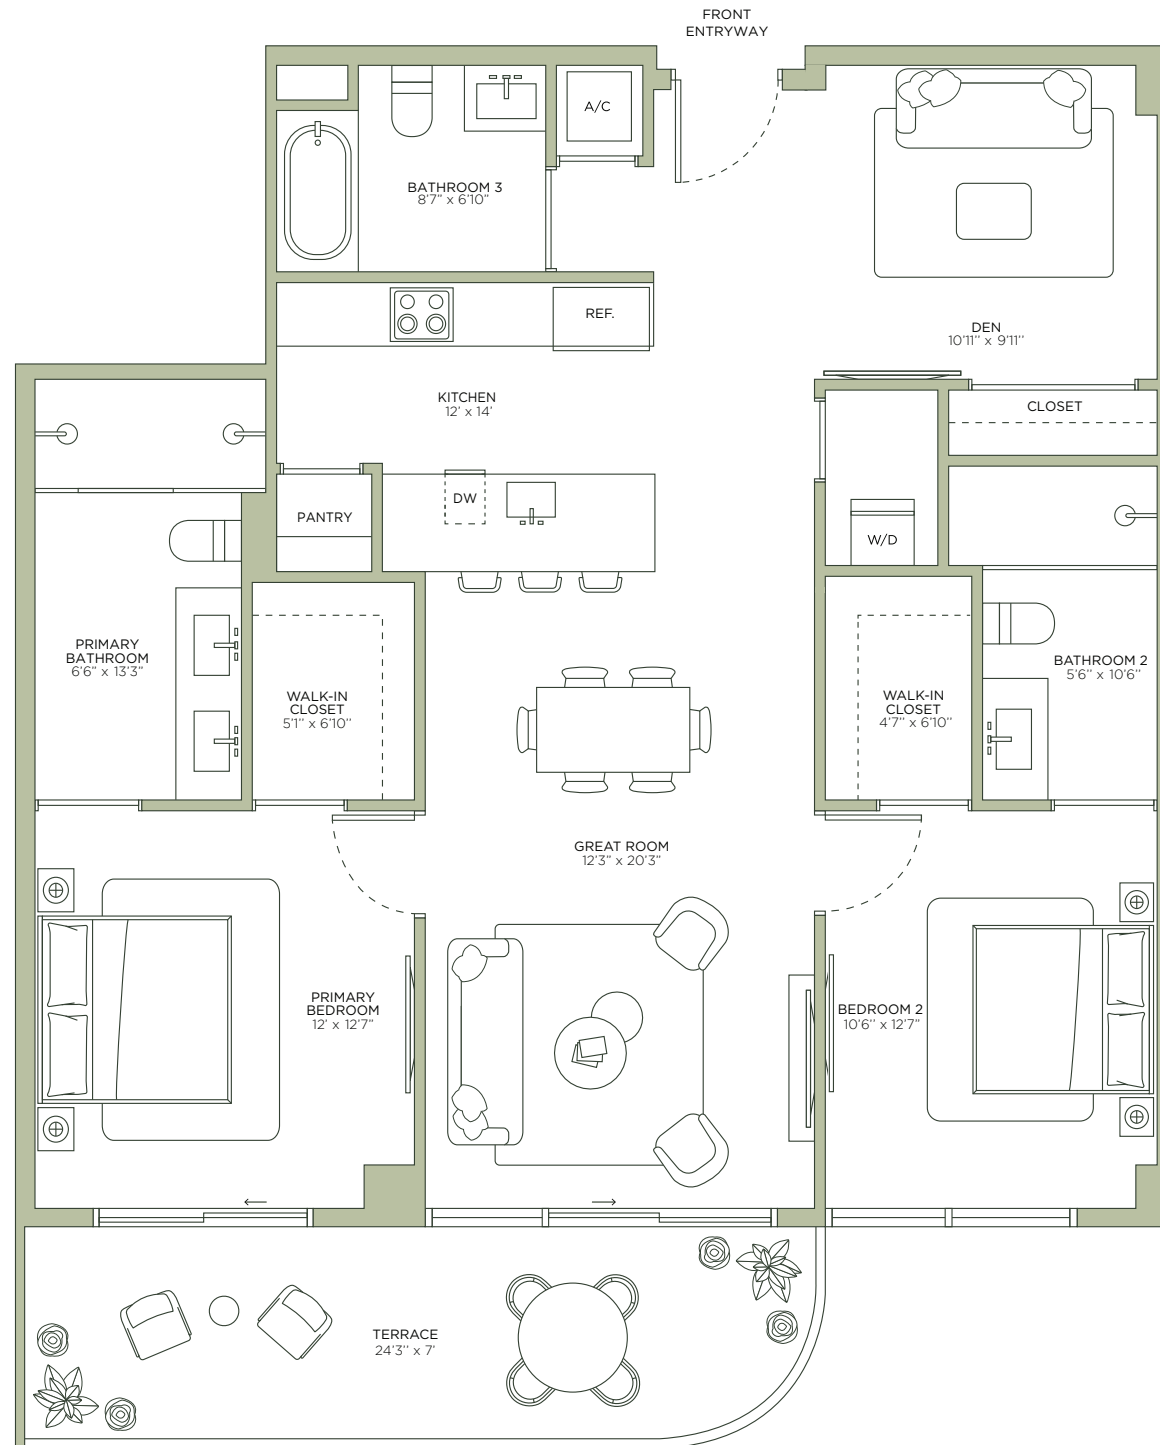 FRONT
ENTRYWAY
A/C
BATHROOM 3
8'7" x 6'10"
REF.
DEN
10'11" x 9'11"
KITCHEN
12' x 14'
CLOSET
DW
PANTRY
W/D
PRIMARY
BATHROOM
6'6" x 13'3"
BATHROOM 2
5'6" x 10'6"
WALK-IN
CLOSET
5'1" x 6'10"
WALK-IN
CLOSET
4'7" x 6'10"
GREAT ROOM
12'3" x 20'3"
PRIMARY
BEDROOM
12' x 12'7"
BEDROOM 2
10'6" x 12'7"
TERRACE
24'3" x 7'